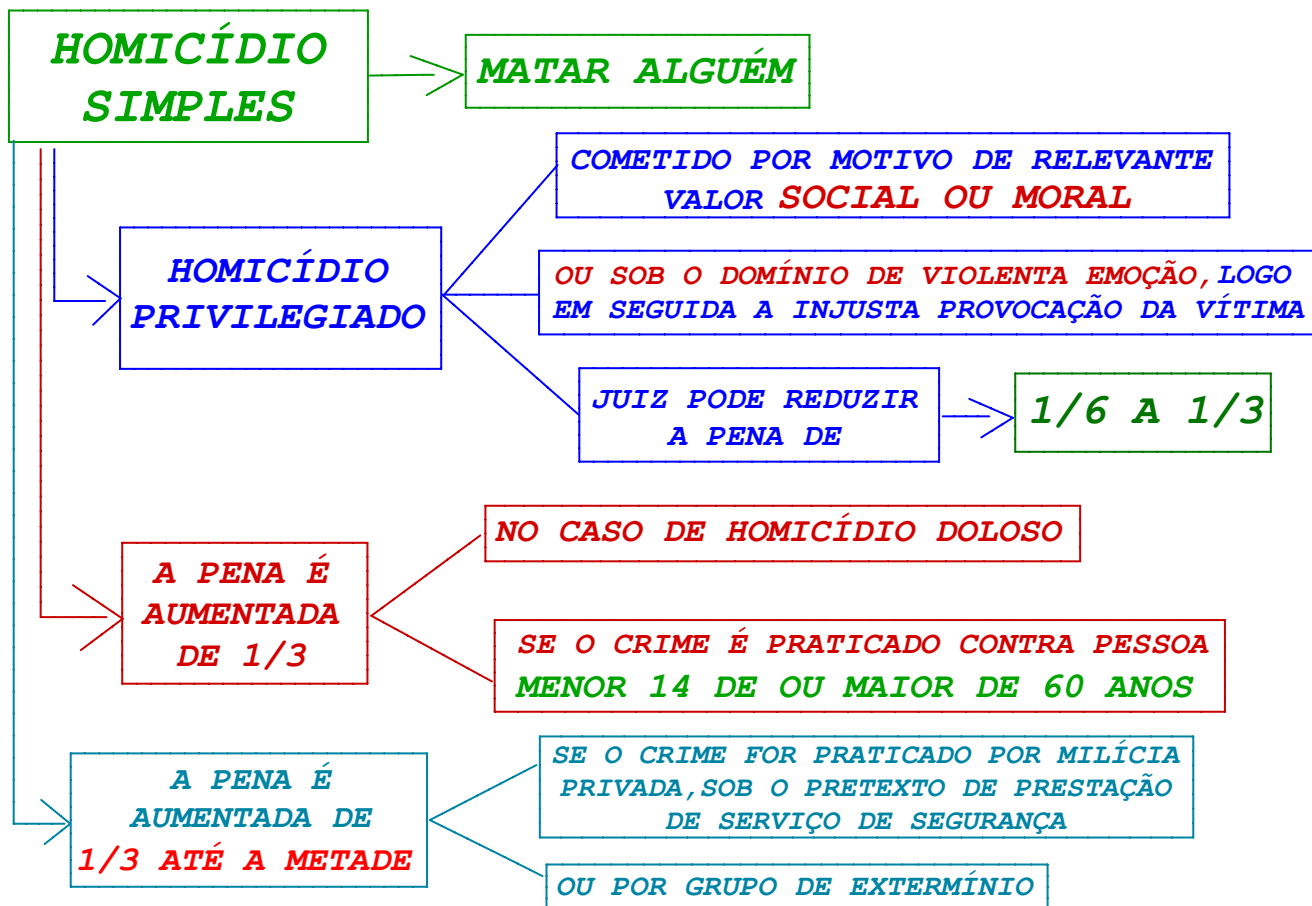 HOMICÍDIO
SIMPLES
MATAR ALGUÉM
COMETIDO POR MOTIVO DE RELEVANTE
VALOR SOCIAL OU MORAL
HOMICÍDIO
PRIVILEGIADO
OU SOB O DOMÍNIO DE VIOLENTA EMOÇÃO,LOGO
EM SEGUIDA A INJUSTA PROVOCAÇÃO DA VÍTIMA
JUIZ PODE REDUZIR
A PENA DE
1/6 A 1/3
A PENA É
AUMENTADA
DE 1/3
NO CASO DE HOMICÍDIO DOLOSO
SE O CRIME É PRATICADO CONTRA PESSOA
MENOR 14 DE OU MAIOR DE 60 ANOS
A PENA É
AUMENTADA DE
1/3 ATÉ A METADE
SE O CRIME FOR PRATICADO POR MILÍCIA
PRIVADA,SOB O PRETEXTO DE PRESTAÇÃO
DE SERVIÇO DE SEGURANÇA
OU POR GRUPO DE EXTERMÍNIO